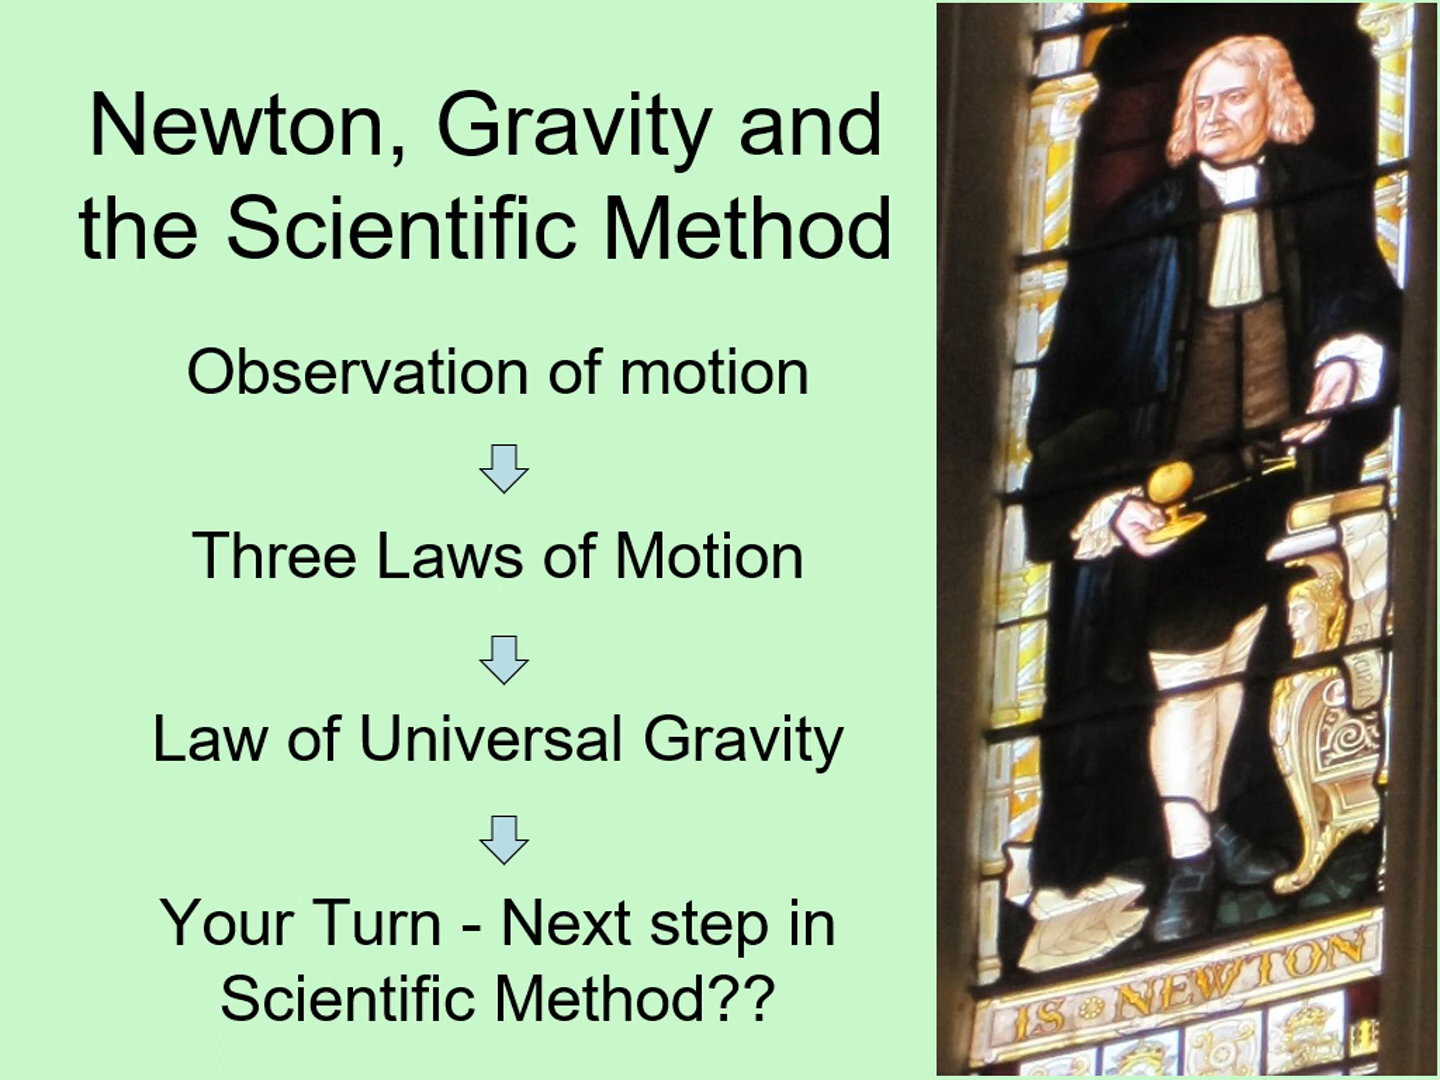 Newton, Gravity and
the Scientific Method
Observation of motion
Three Laws of Motion
Law of Universal Gravity
Your Turn - Next step in
Scientific Method??
IS NEWTON